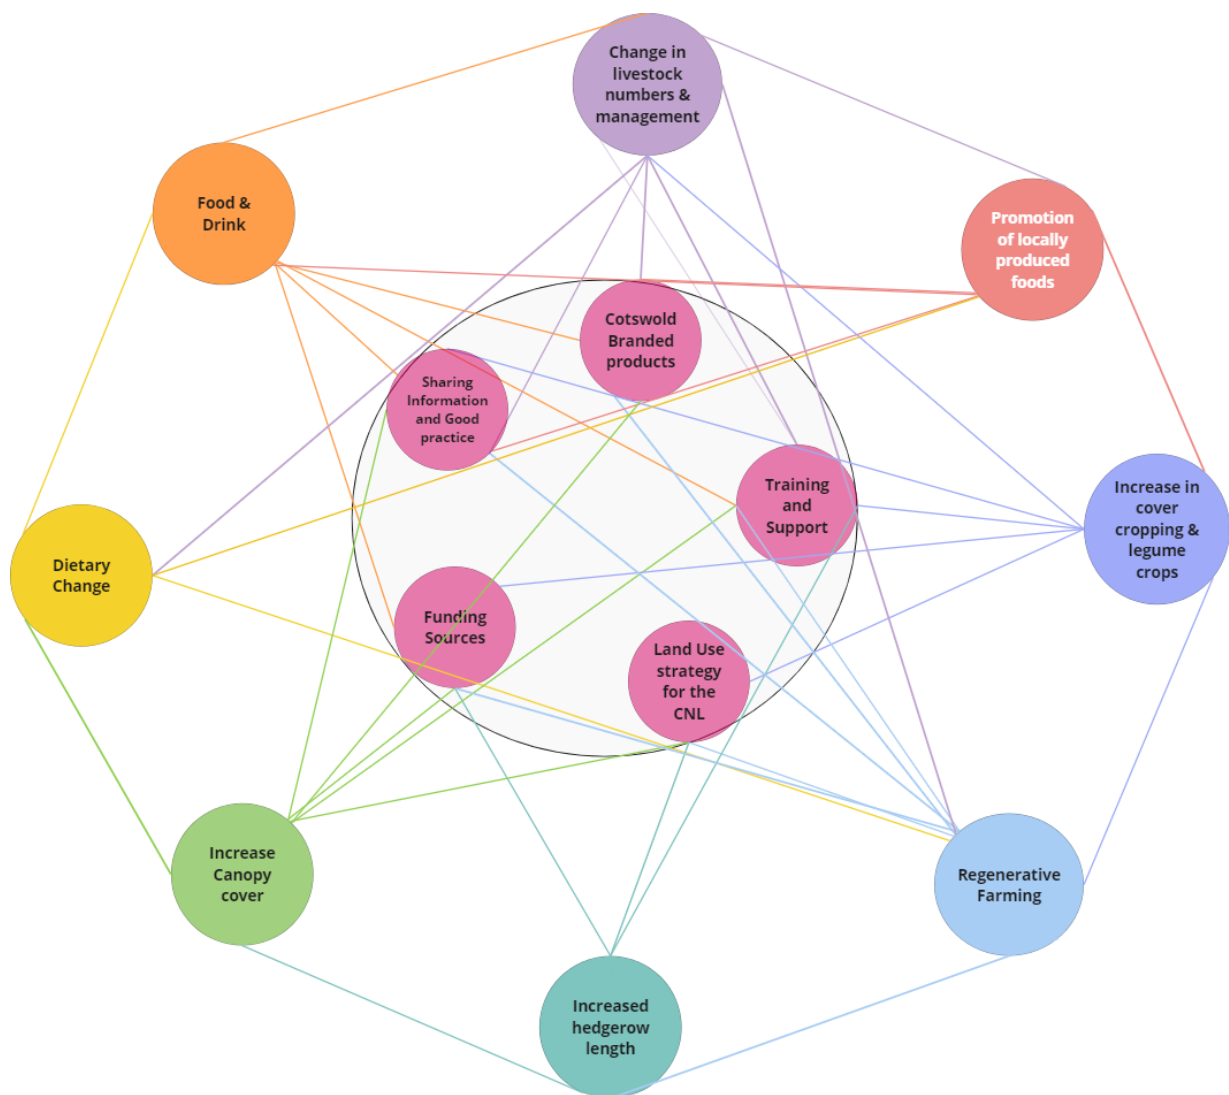 Change in
livestock
numbers &
management
Food &
Drink
Promotion
of locally
produced
foods
Cotswold
Branded
products
Sharing
Information
and Good
practice
Training
and
Support
Increase in
cover
cropping &
legume
crops
Dietary
Change
Funding
Sources
Land Use
strategy
for the
CNL
Increase
Canopy
cover
Regenerative
Farming
Increased
hedgerow
length